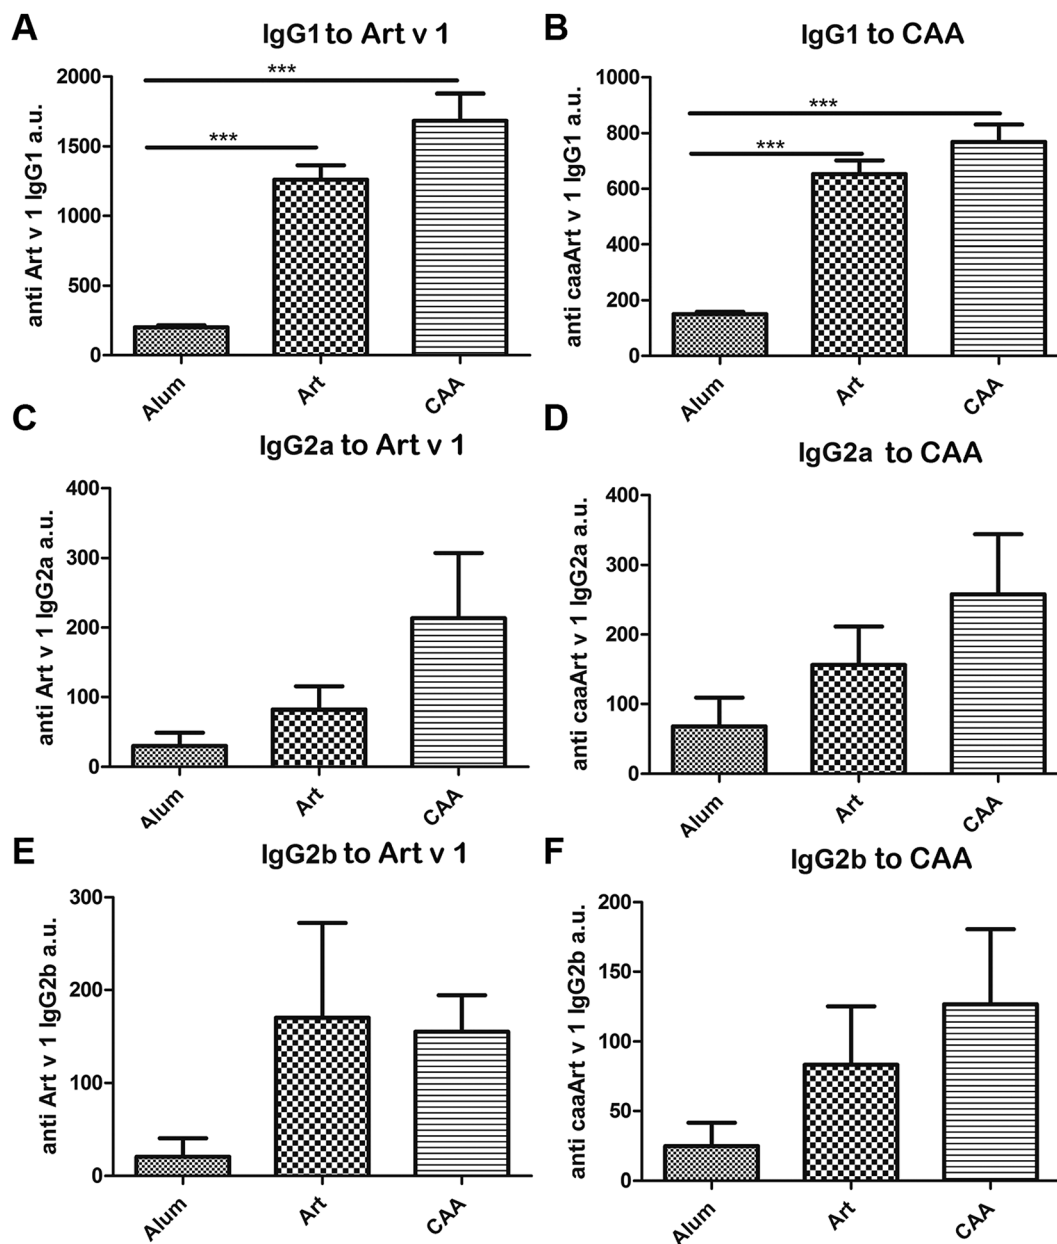 A
IgG1 to Art v 1
anti Art v 1 IgG1 a.u.
2000
1500
1000
500
0
***
***
Alum
Art
CAA
B
IgG1 to CAA
anti caaArt v 1 IgG1 a.u.
1000
800
600
400
200
0
***
***
Alum
Art
CAA
C
IgG2a to Art v 1
anti Art v 1 IgG2a a.u.
400
300
200
100
0
Alum
Art
CAA
D
IgG2a to CAA
anti caaArt v 1 IgG2a a.u.
400
300
200
100
0
Alum
Art
CAA
E
IgG2b to Art v 1
anti Art v 1 IgG2b a.u.
300
200
100
0
Alum
Art
CAA
F
IgG2b to CAA
anti caaArt v 1 IgG2b a.u.
200
150
100
50
0
Alum
Art
CAA